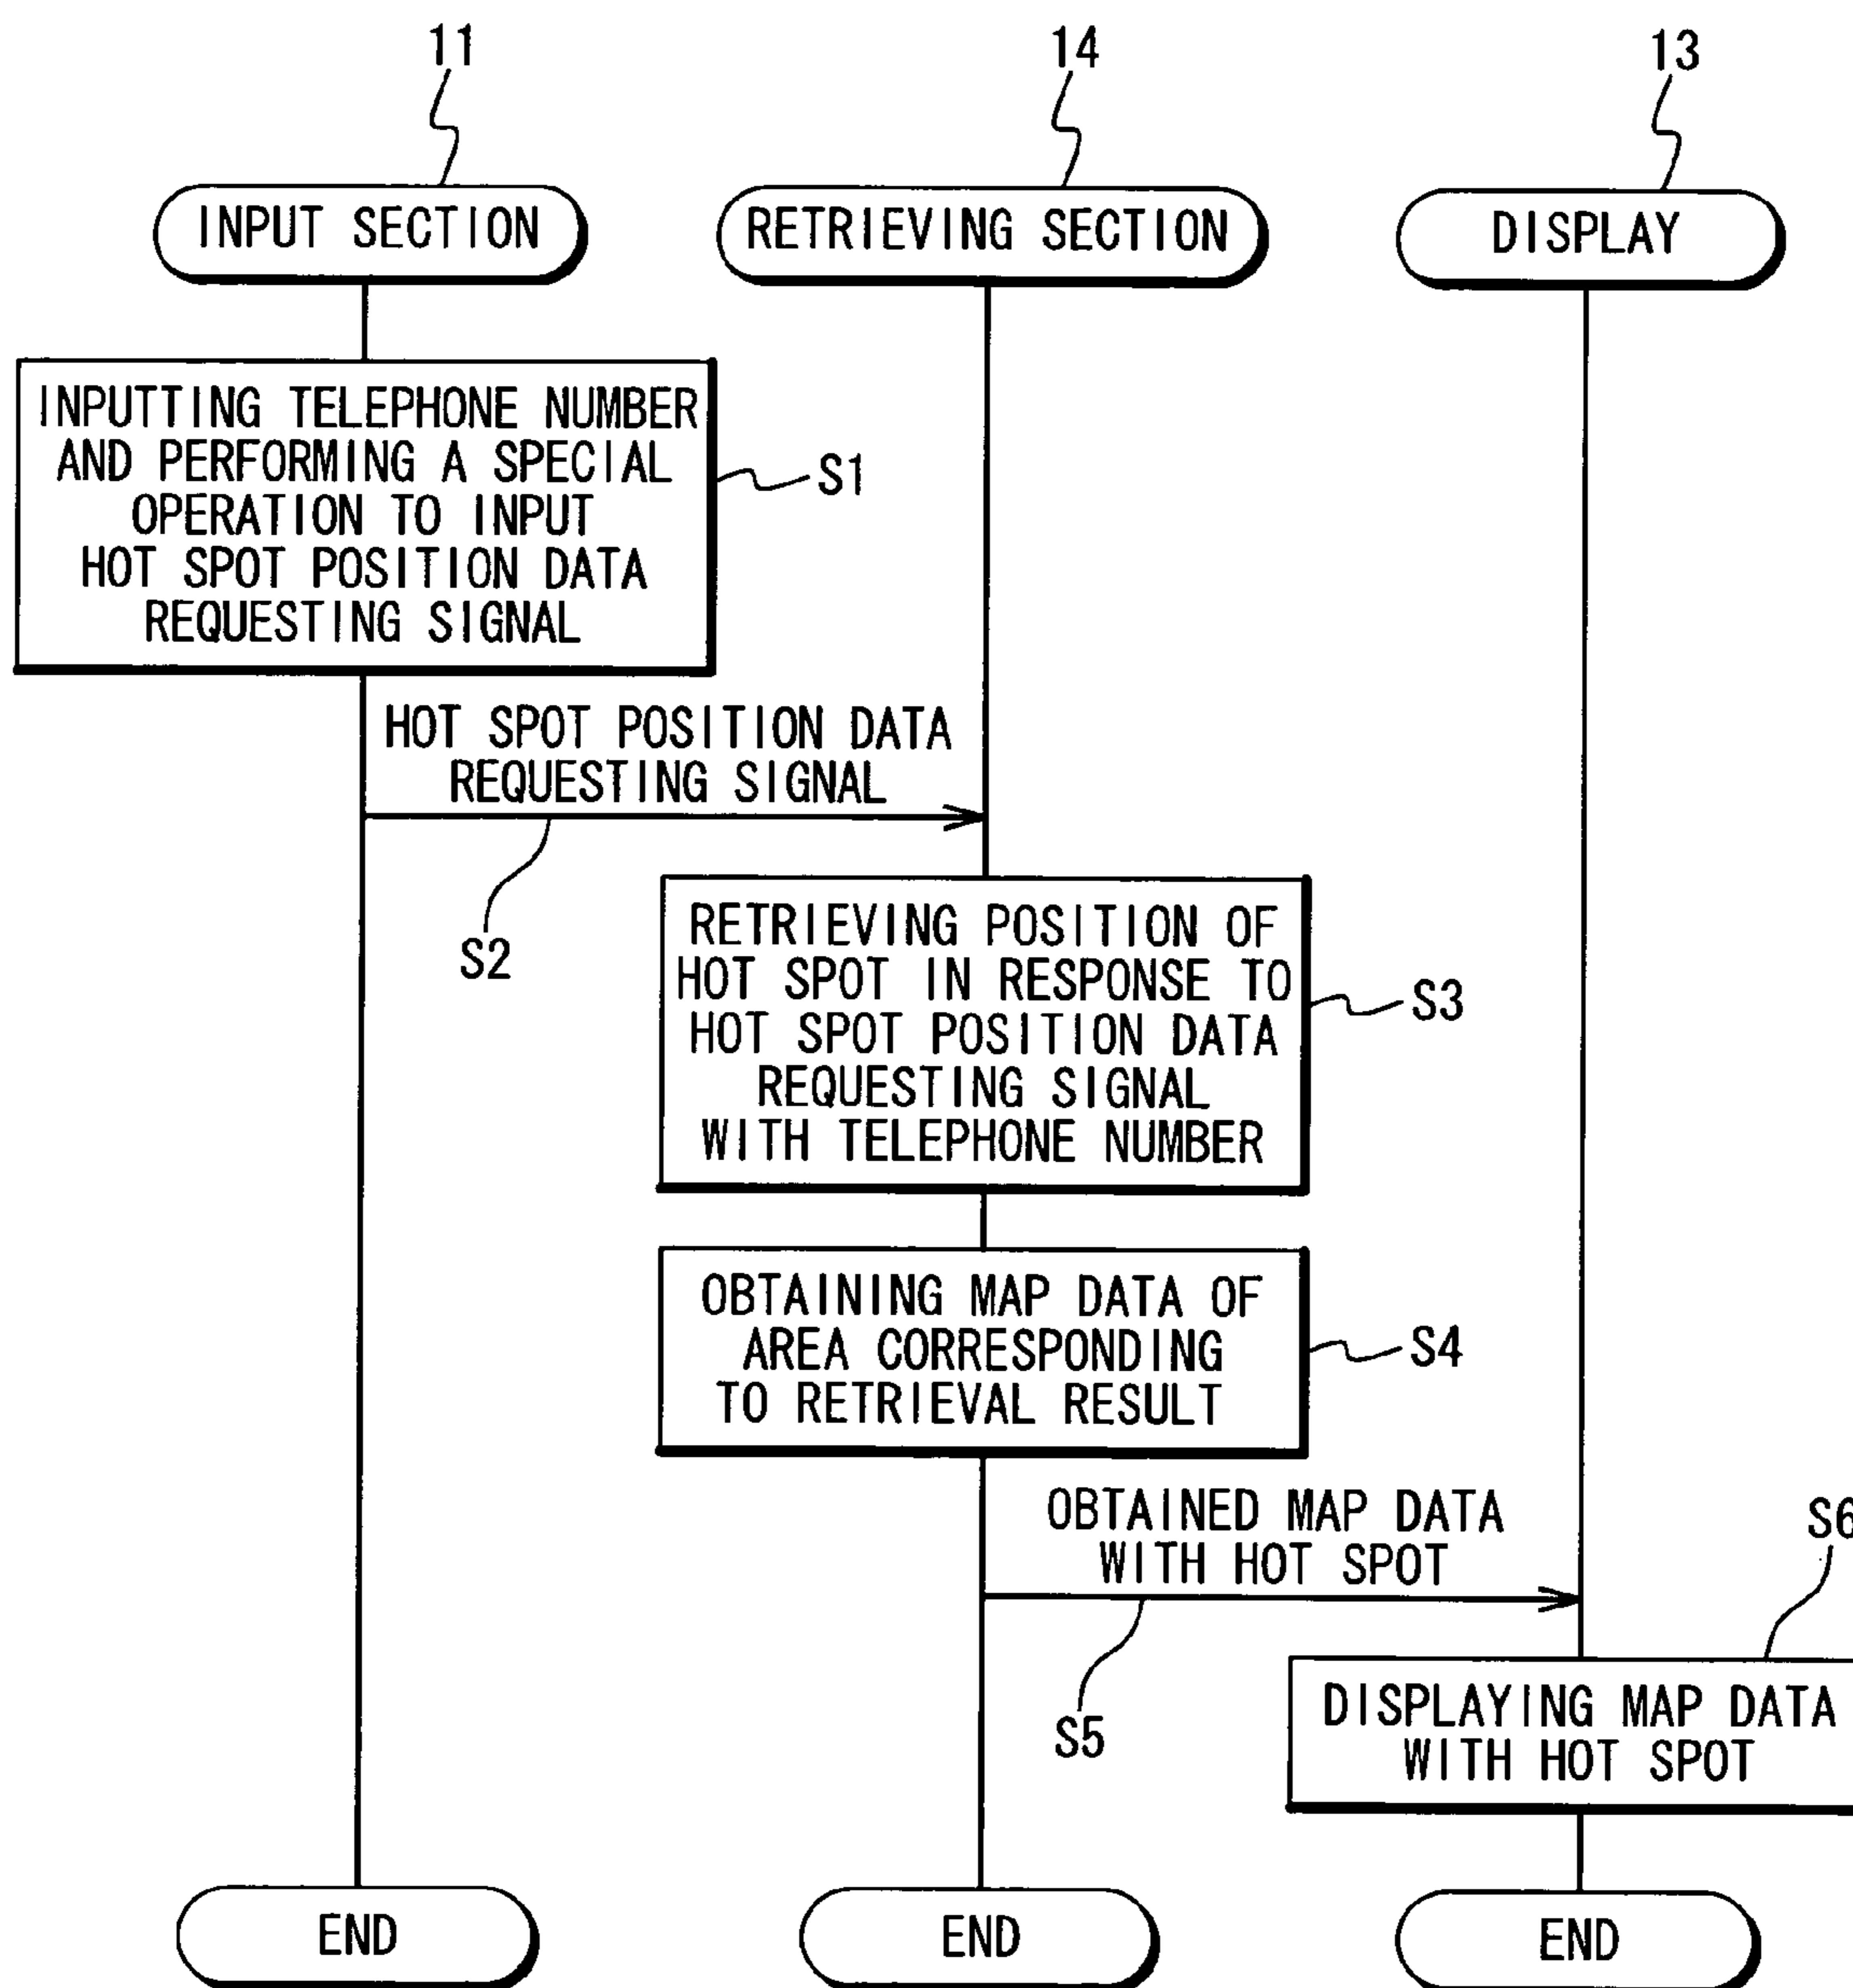 11
14
13
INPUT SECTION
RETRIEVING SECTION
DISPLAY
INPUTTING TELEPHONE NUMBER
AND PERFORMING A SPECIAL
OPERATION TO INPUT
HOT SPOT POSITION DATA
REQUESTING SIGNAL
S1
HOT SPOT POSITION DATA
REQUESTING SIGNAL
S2
RETRIEVING POSITION OF
HOT SPOT IN RESPONSE TO
HOT SPOT POSITION DATA
REQUESTING SIGNAL
WITH TELEPHONE NUMBER
S3
OBTAINING MAP DATA OF
AREA CORRESPONDING
TO RETRIEVAL RESULT
S4
OBTAINED MAP DATA
WITH HOT SPOT
S5
S6
DISPLAYING MAP DATA
WITH HOT SPOT
END
END
END